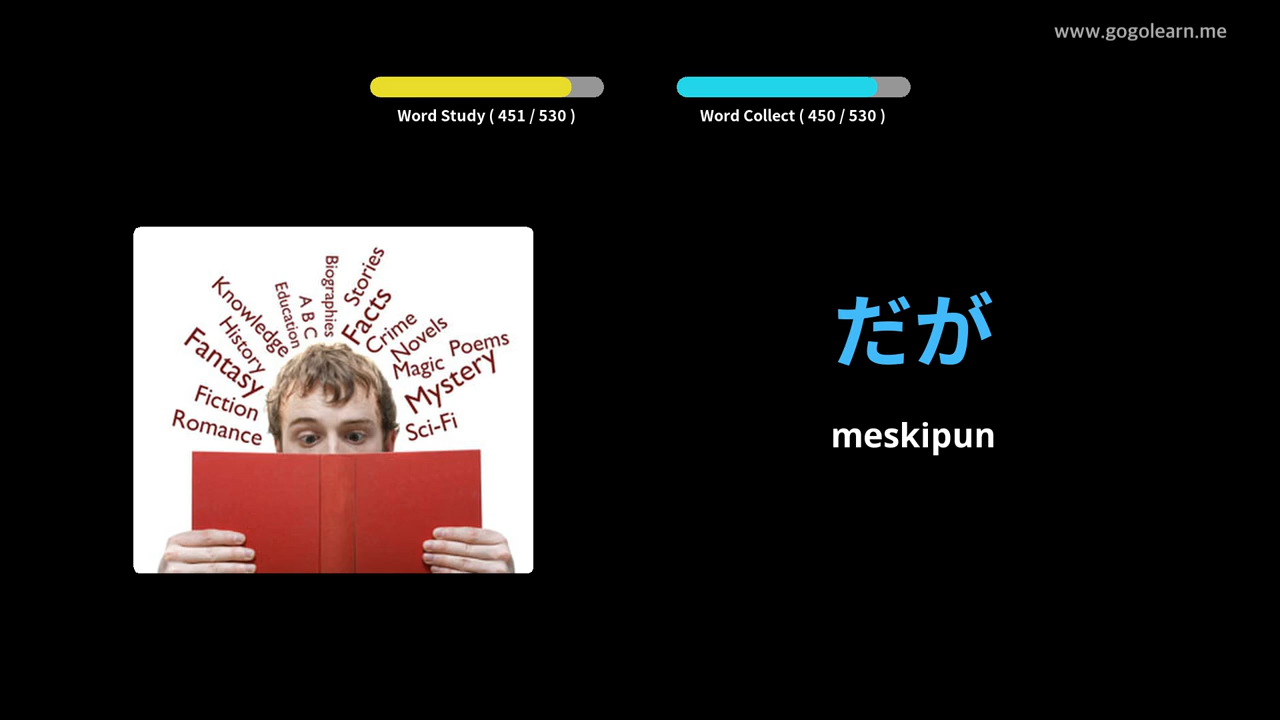 www.gogolearn.me
Word Study ( 451 / 530 )
Word Collect ( 450 / 530 )
Biographies
Stories
Education
A B C
Facts
Knowledge
Crime
History
Novels
Fantasy
Magic
Poems
Mystery
Fiction
Romance
Sci-Fi
だが
meskipun